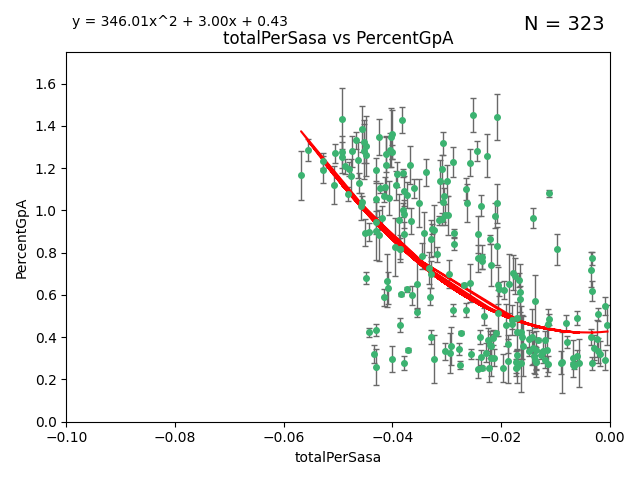 y = 346.01x^2 + 3.00x + 0.43
N = 323
totalPerSasa vs PercentGpA
PercentGpA
1.6
1.4
1.2
1.0
0.8
0.6
0.4
0.2
0.0
−0.10 −0.08 −0.06 −0.04 −0.02 0.00
totalPerSasa